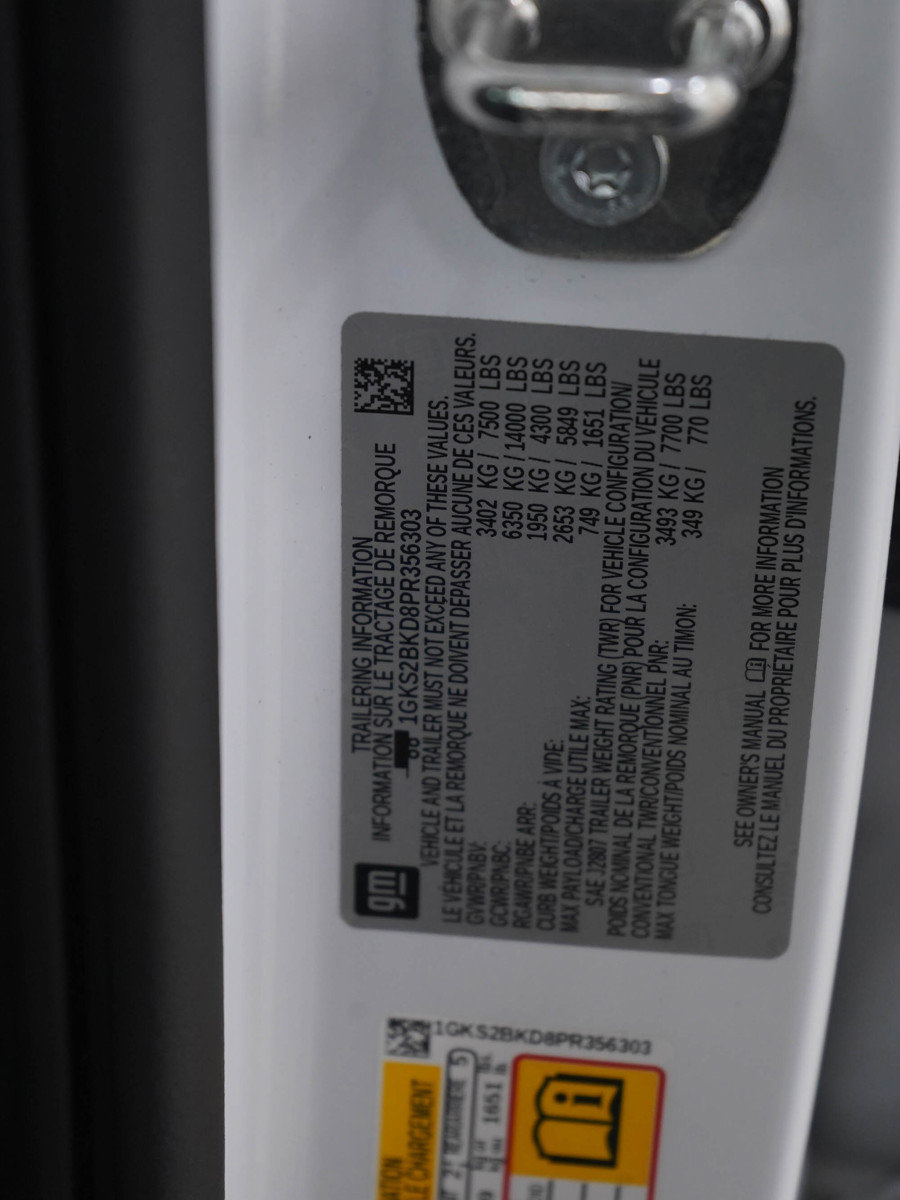 gm
TRAILERING INFORMATION
INFORMATION SUR LE TRACTAGE DE REMORQUE
1GKS2BKD8PR356303
VEHICLE AND TRAILER MUST NOT EXCEED ANY OF THESE VALUES.
LE VÉHICULE ET LA REMORQUE NE DOIVENT DEPASSER AUCUNE DE CES VALEURS.
GVWR/PNBV: 3402 KG / 7500 LBS
GCWR/PNBC: 6350 KG / 14000 LBS
RGAWR/PNBE ARR: 1950 KG / 4300 LBS
CURB WEIGHT/POIDS A VIDE: 2653 KG / 5849 LBS
MAX PAYLOAD/CHARGE UTILE MAX: 749 KG / 1651 LBS
SAE J2807 TRAILER WEIGHT RATING (TWR) FOR VEHICLE CONFIGURATION/
POIDS NOMINAL DE LA REMORQUE (PNR) POUR LA CONFIGURATION DU VEHICULE
CONVENTIONAL TWR/CONVENTIONNEL PNR: 3493 KG / 7700 LBS
MAX TONGUE WEIGHT/POIDS NOMINAL AU TIMON: 349 KG / 770 LBS
SEE OWNER'S MANUAL FOR MORE INFORMATION
CONSULTEZ LE MANUEL DU PROPRIÉTAIRE POUR PLUS D'INFORMATIONS.
1GKS2BKD8PR356303
LE CHARGEMENT
5
1651